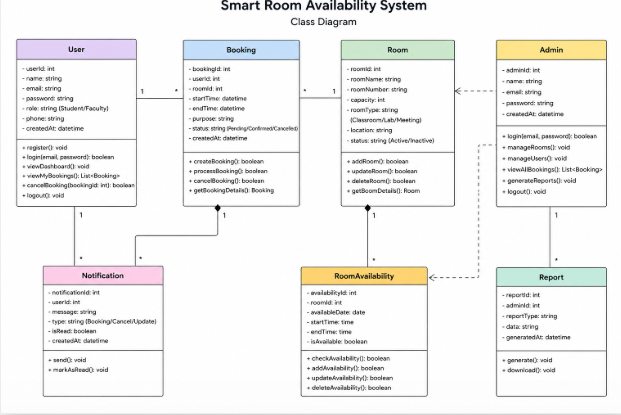 Smart Room Availability System
Class Diagram
User
- userId: int
- name: string
- email: string
- password: string
- role: string (Student/Faculty)
- phone: string
- createdAt: datetime
+ register(): void
+ login(email, password): boolean
+ viewDashboard(): void
+ viewMyBookings(): List<Booking>
+ cancelBooking(bookingId: int): boolean
+ logout(): void
Booking
- bookingId: int
- userId: int
- roomId: int
- startTime: datetime
- endTime: datetime
- purpose: string
- status: string (Pending/Confirmed/Cancelled)
- createdAt: datetime
+ createBooking(): boolean
+ processBooking(): boolean
+ cancelBooking(): boolean
+ getBookingDetails(): Booking
Room
- roomId: int
- roomName: string
- roomNumber: string
- capacity: int
- roomType: string
(Classroom/Lab/Meeting)
- location: string
- status: string (Active/Inactive)
+ addRoom(): boolean
+ updateRoom(): boolean
+ deleteRoom(): boolean
+ getBoomDetails(): Room
Admin
- adminId: int
- name: string
- email: string
- password: string
- createdAt: datetime
+ login(email, password): boolean
+ manageRooms(): void
+ manageUsers(): void
+ viewAllBookings(): List<Booking>
+ generateReports(): void
+ logout(): void
1
*
*
1
1
1
1
1
*
*
*
*
Notification
- notificationId: int
- userId: int
- message: string
- type: string (Booking/Cancel/Update)
- isRead: boolean
- createdAt: datetime
+ send(): void
+ markAsRead(): void
RoomAvailability
- availabilityId: int
- roomId: int
- availableDate: date
- startTime: time
- endTime: time
- isAvailable: boolean
+ checkAvailability(): boolean
+ addAvailability(): boolean
+ updateAvailability(): boolean
+ deleteAvailability(): boolean
Report
- reportId: int
- adminId: int
- reportType: string
- data: string
- generatedAt: datetime
+ generate(): void
+ download(): void